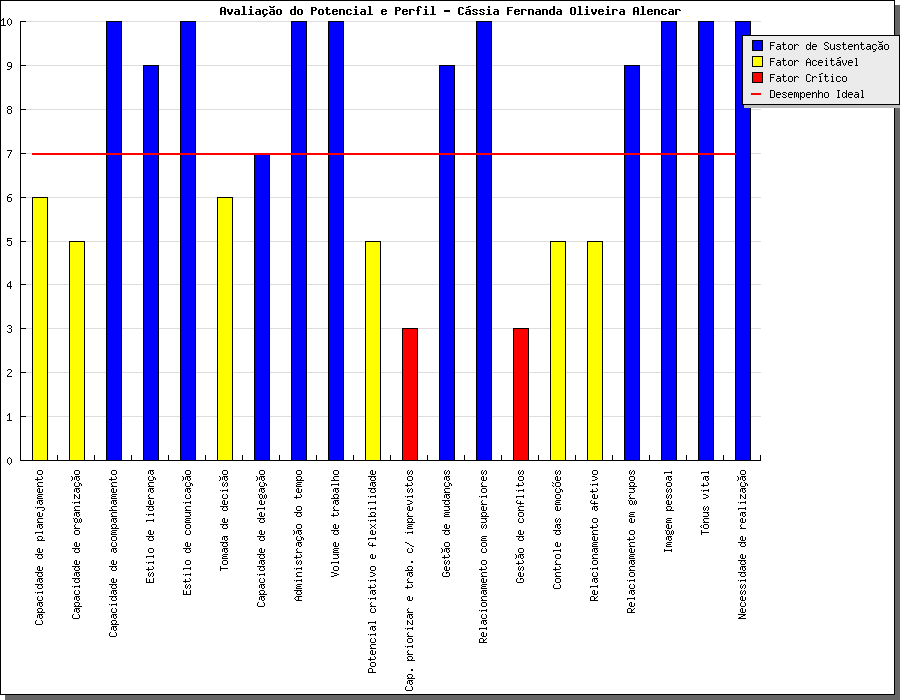 Avaliação do Potencial e Perfil - Cássia Fernanda Oliveira Alencar
10
9
8
7
6
5
4
3
2
1
0
Fator de Sustentação
Fator Aceitável
Fator Crítico
Desempenho Ideal
Capacidade de planejamento
Capacidade de organização
Capacidade de acompanhamento
Estilo de liderança
Estilo de comunicação
Tomada de decisão
Capacidade de delegação
Administração do tempo
Volume de trabalho
Potencial criativo e flexibilidade
Cap. priorizar e trab. c/ imprevistos
Gestão de mudanças
Relacionamento com superiores
Gestão de conflitos
Controle das emoções
Relacionamento afetivo
Relacionamento em grupos
Imagem pessoal
Tônus vital
Necessidade de realização